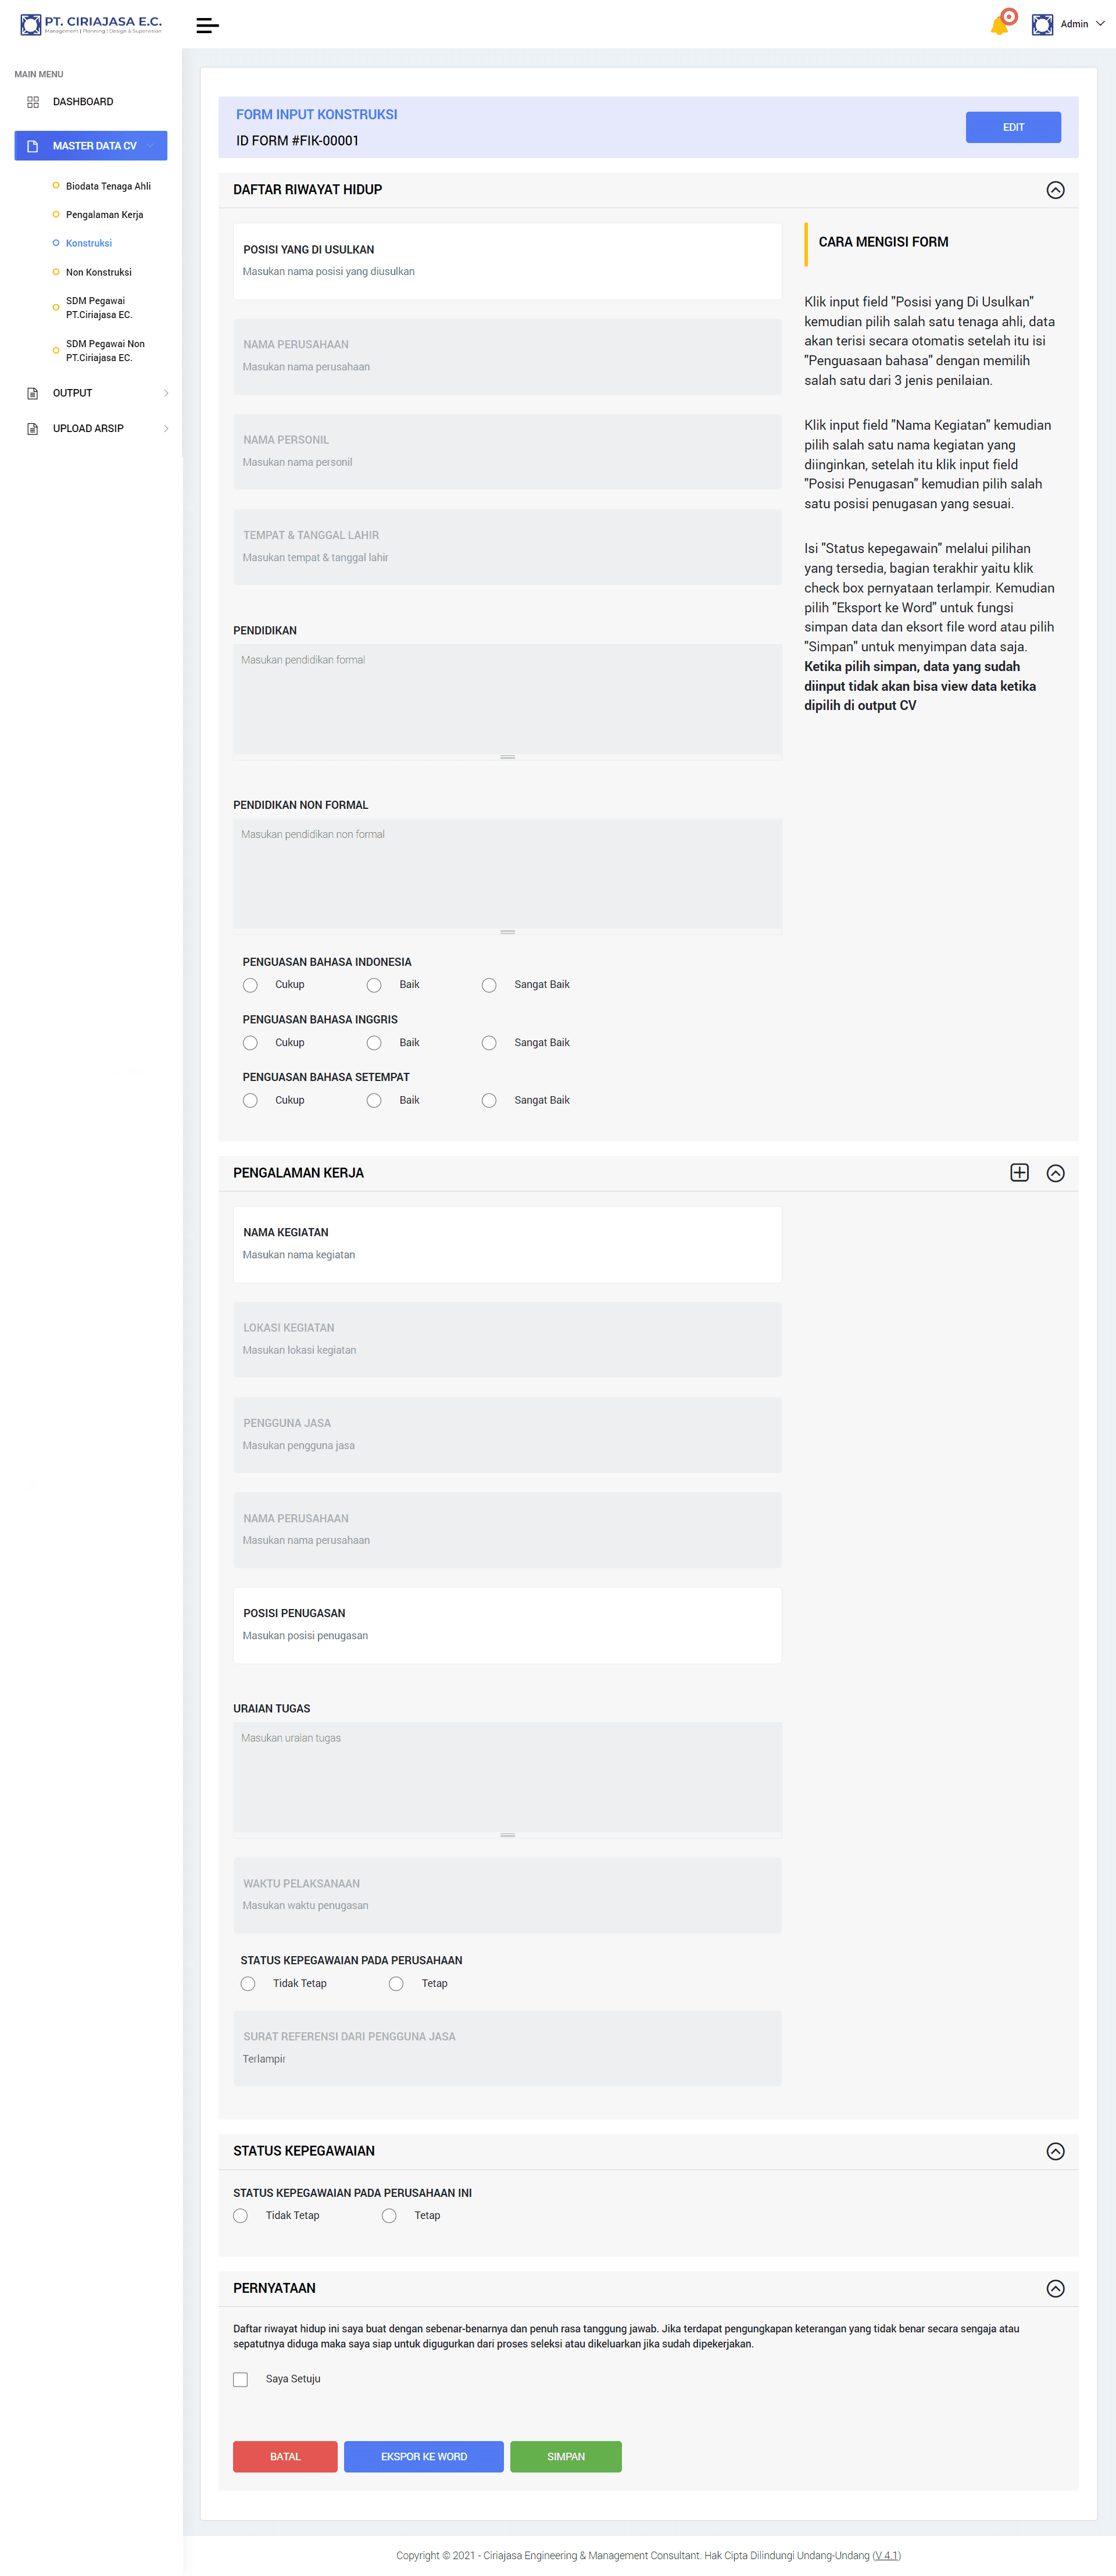 PT. CIRIAJASA E.C.
Management | Planning | Design & Supervision
Admin
MAIN MENU
DASHBOARD
MASTER DATA CV
Biodata Tenaga Ahli
Pengalaman Kerja
Konstruksi
Non Konstruksi
SDM Pegawai
PT.Ciriajasa EC.
SDM Pegawai Non
PT.Ciriajasa EC.
OUTPUT
UPLOAD ARSIP
FORM INPUT KONSTRUKSI
ID FORM #FIK-00001
EDIT
DAFTAR RIWAYAT HIDUP
POSISI YANG DI USULKAN
Masukan nama posisi yang diusulkan
NAMA PERUSAHAAN
Masukan nama perusahaan
NAMA PERSONIL
Masukan nama personil
TEMPAT & TANGGAL LAHIR
Masukan tempat & tanggal lahir
PENDIDIKAN
Masukan pendidikan formal
PENDIDIKAN NON FORMAL
Masukan pendidikan non formal
PENGUASAN BAHASA INDONESIA
Cukup Baik Sangat Baik
PENGUASAN BAHASA INGGRIS
Cukup Baik Sangat Baik
PENGUASAN BAHASA SETEMPAT
Cukup Baik Sangat Baik
CARA MENGISI FORM
Klik input field "Posisi yang Di Usulkan"
kemudian pilih salah satu tenaga ahli, data
akan terisi secara otomatis setelah itu isi
"Penguasaan bahasa" dengan memilih
salah satu dari 3 jenis penilaian.
Klik input field "Nama Kegiatan" kemudian
pilih salah satu nama kegiatan yang
diinginkan, setelah itu klik input field
"Posisi Penugasan" kemudian pilih salah
satu posisi penugasan yang sesuai.
Isi "Status kepegawain" melalui pilihan
yang tersedia, bagian terakhir yaitu klik
check box pernyataan terlampir. Kemudian
pilih "Eksport ke Word" untuk fungsi
simpan data dan eksort file word atau pilih
"Simpan" untuk menyimpan data saja.
Ketika pilih simpan, data yang sudah
diinput tidak akan bisa view data ketika
dipilih di output CV
PENGALAMAN KERJA
NAMA KEGIATAN
Masukan nama kegiatan
LOKASI KEGIATAN
Masukan lokasi kegiatan
PENGGUNA JASA
Masukan pengguna jasa
NAMA PERUSAHAAN
Masukan nama perusahaan
POSISI PENUGASAN
Masukan posisi penugasan
URAIAN TUGAS
Masukan uraian tugas
WAKTU PELAKSANAAN
Masukan waktu penugasan
STATUS KEPEGAWAIAN PADA PERUSAHAAN
Tidak Tetap Tetap
SURAT REFERENSI DARI PENGGUNA JASA
Terlampir
STATUS KEPEGAWAIAN
STATUS KEPEGAWAIAN PADA PERUSAHAAN INI
Tidak Tetap Tetap
PERNYATAAN
Daftar riwayat hidup ini saya buat dengan sebenar-benarnya dan penuh rasa tanggung jawab. Jika terdapat pengungkapan keterangan yang tidak benar secara sengaja atau
sepatutnya diduga maka saya siap untuk digugurkan dari proses seleksi atau dikeluarkan jika sudah dipekerjakan.
Saya Setuju
BATAL EKSPOR KE WORD SIMPAN
Copyright © 2021 - Ciriajasa Engineering & Management Consultant. Hak Cipta Dilindungi Undang-Undang (V 4.1)